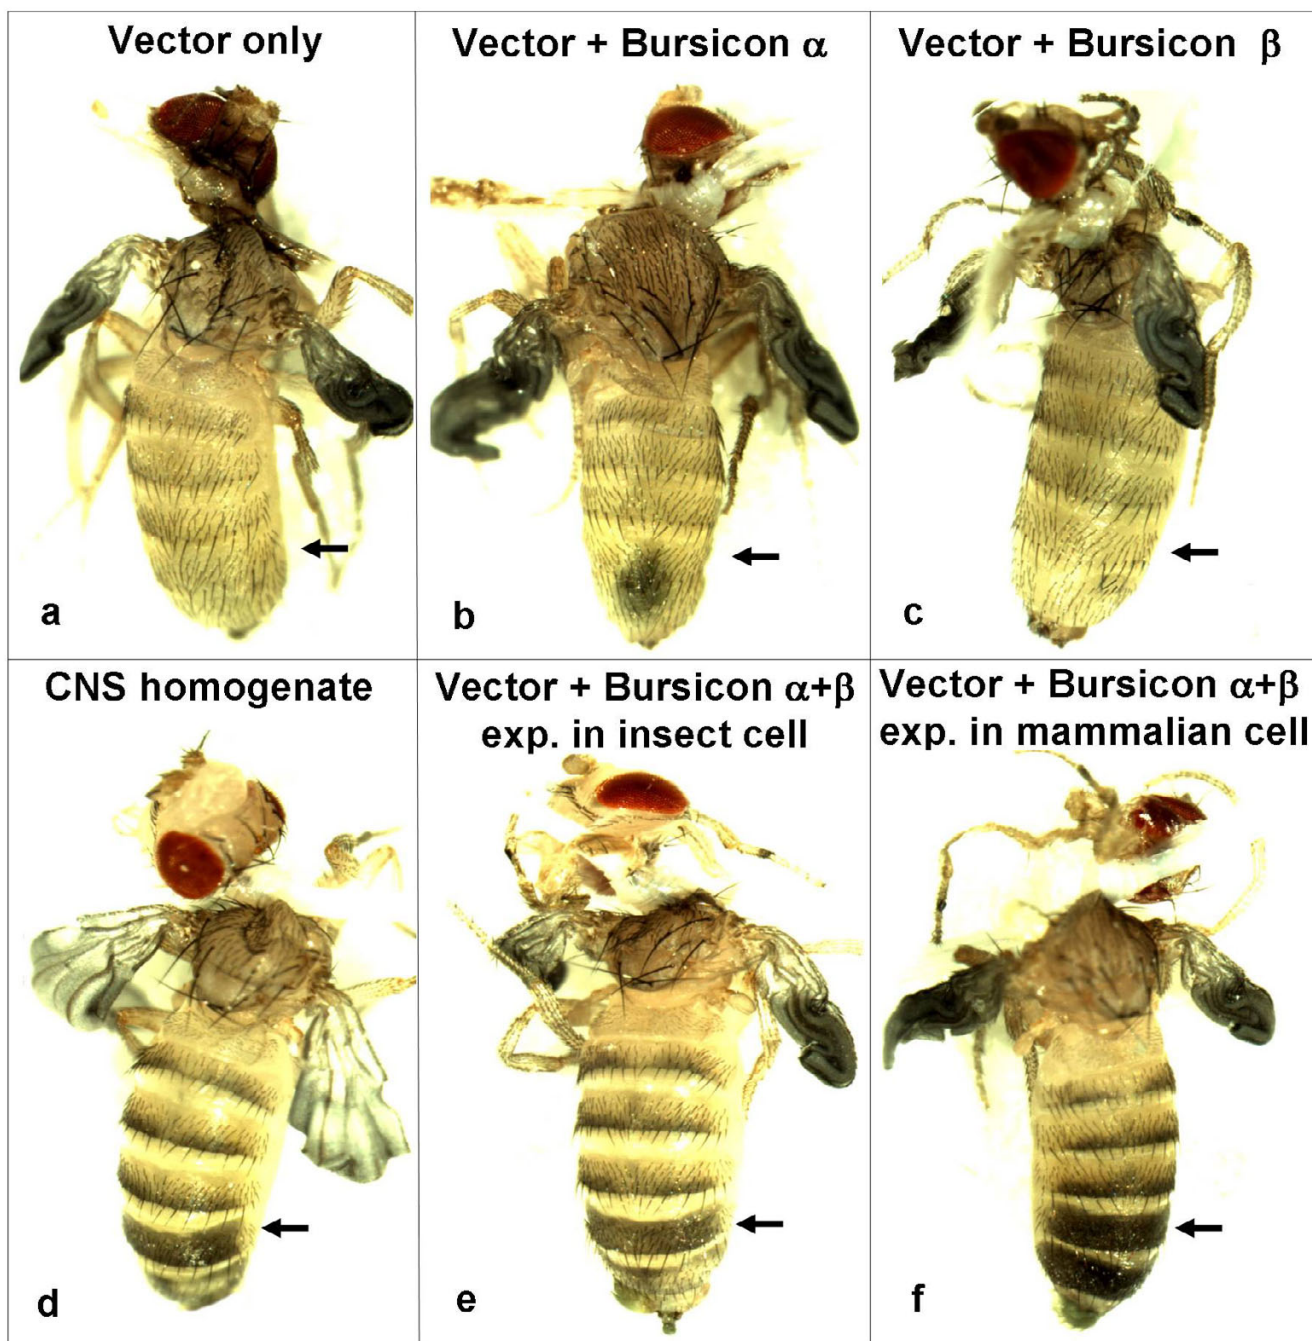 Vector only
Vector + Bursicon α
Vector + Bursicon β
a
b
c
CNS homogenate
Vector + Bursicon α+β
exp. in insect cell
Vector + Bursicon α+β
exp. in mammalian cell
d
e
f